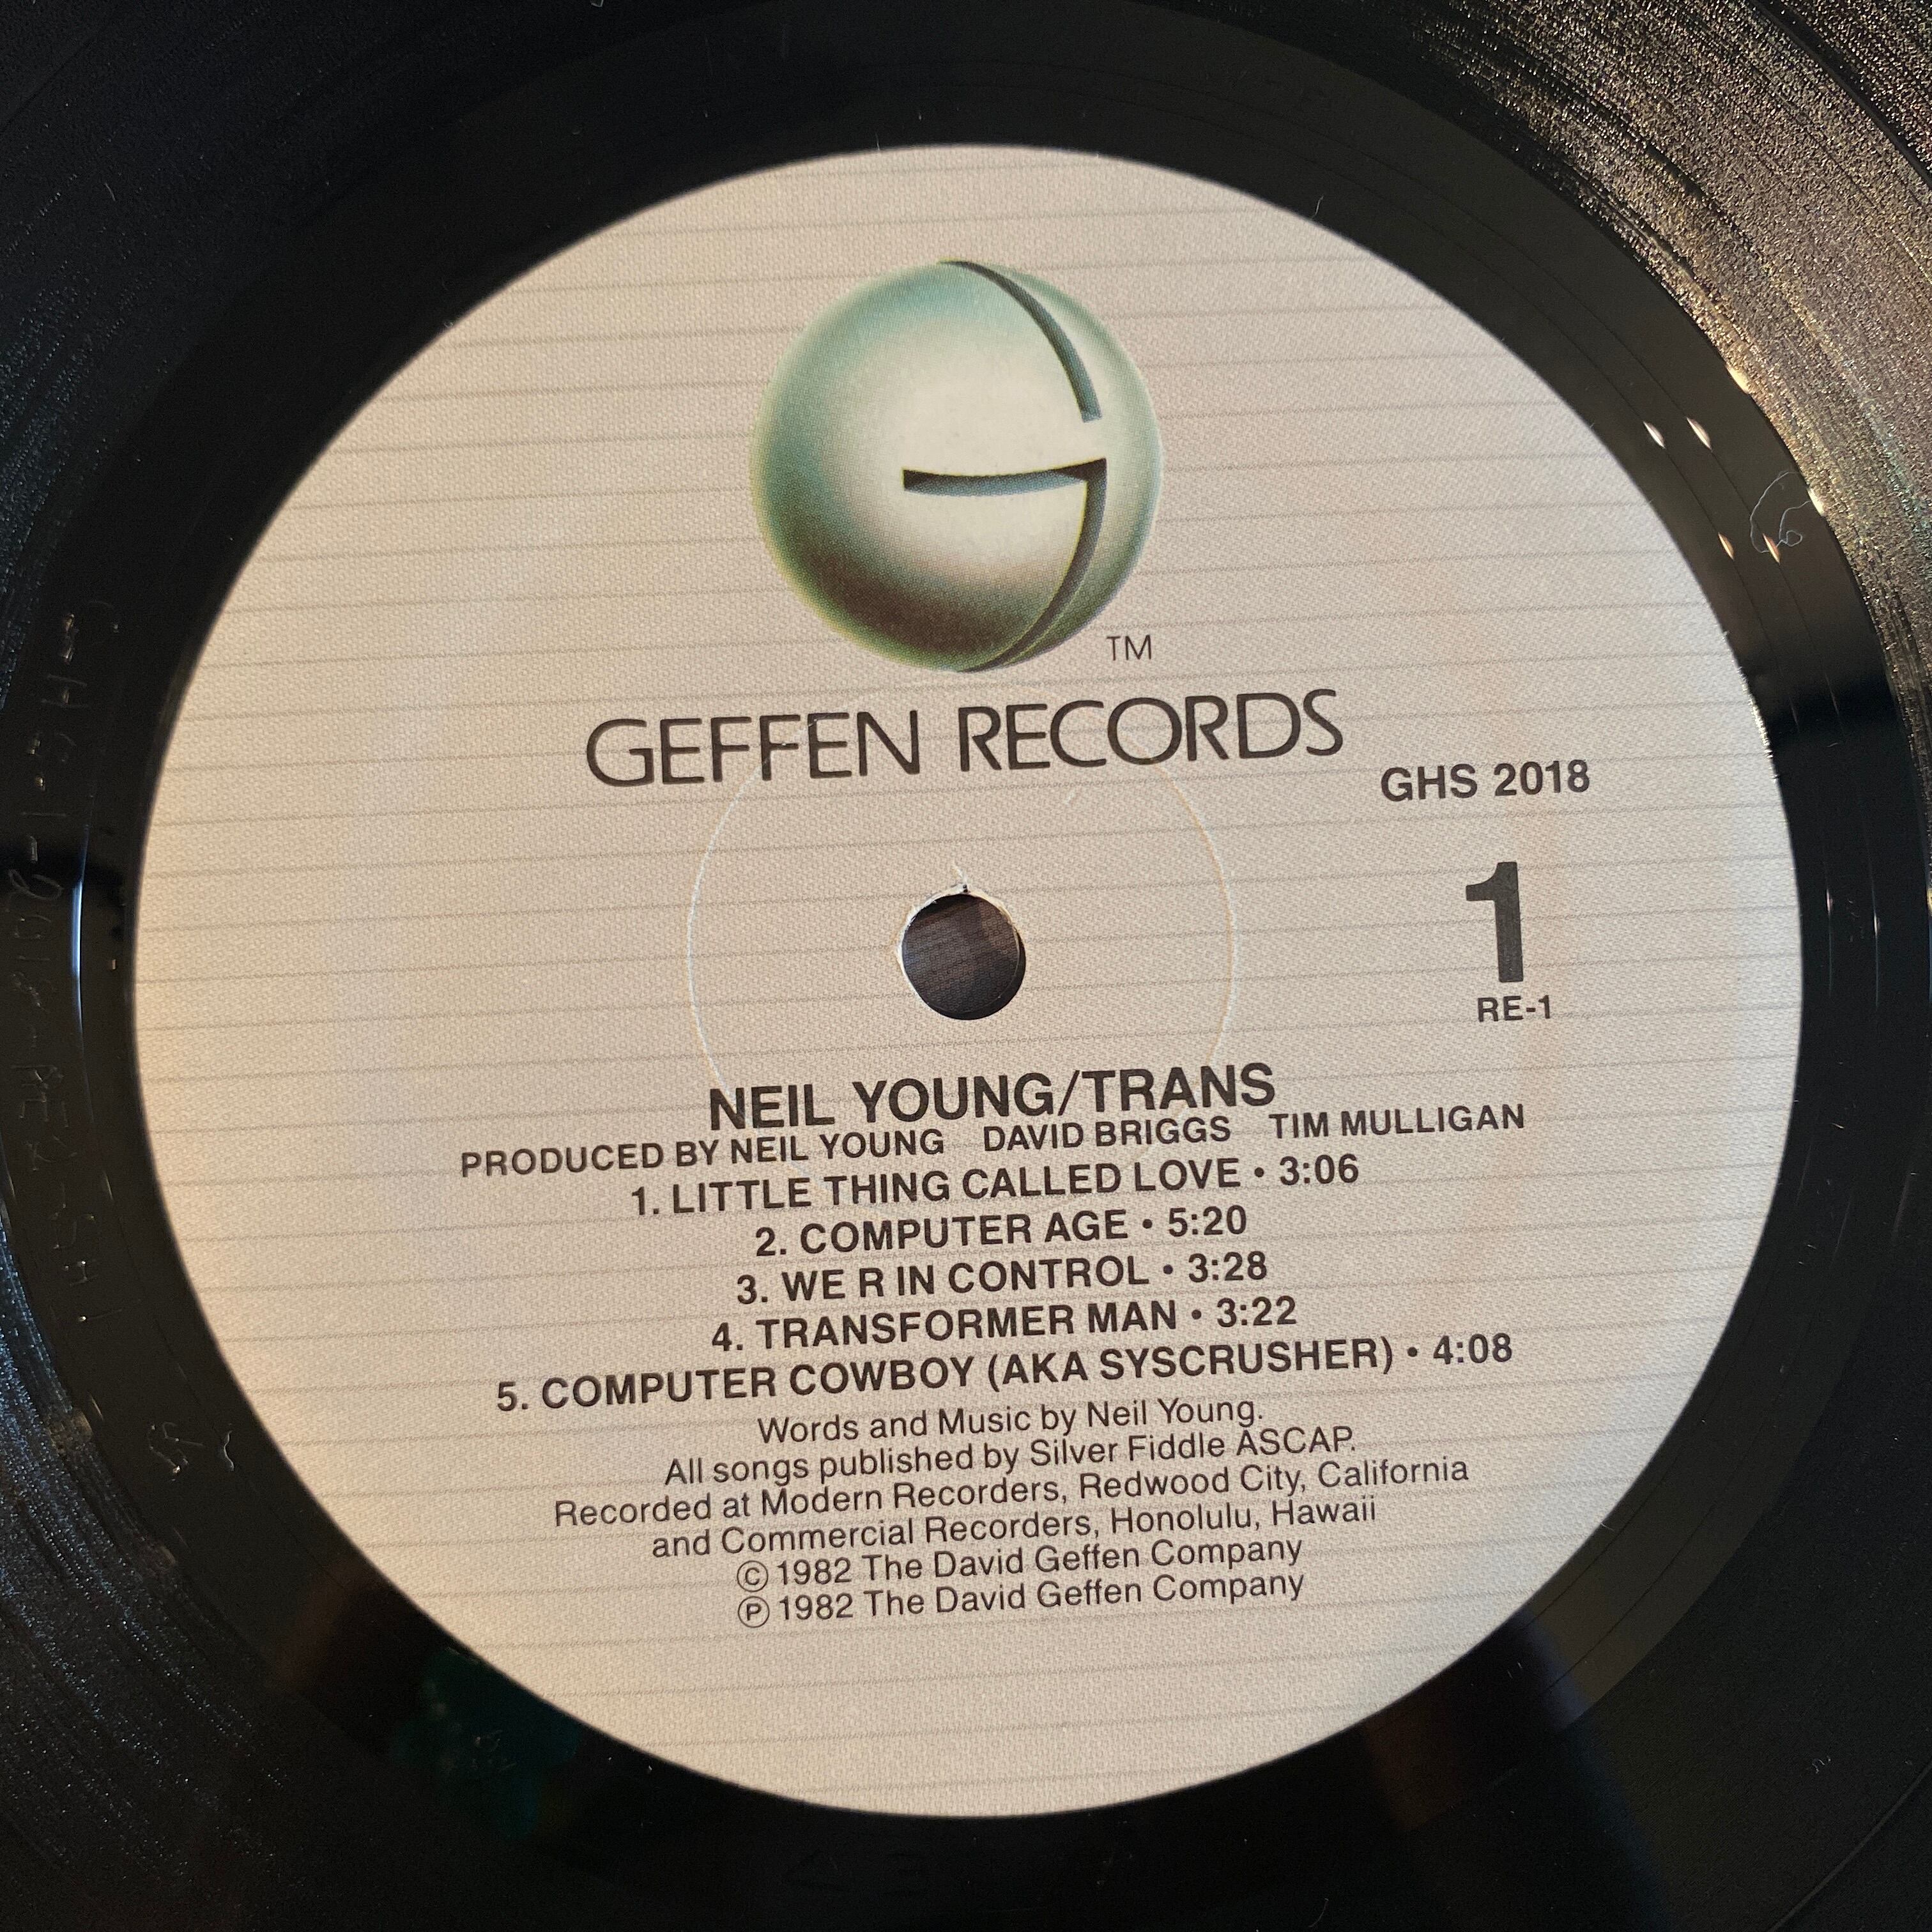 TM
GEFFEN RECORDS
GHS 2018
1
RE-1
NEIL YOUNG/TRANS
PRODUCED BY NEIL YOUNG DAVID BRIGGS TIM MULLIGAN
1. LITTLE THING CALLED LOVE • 3:06
2. COMPUTER AGE • 5:20
3. WE R IN CONTROL • 3:28
4. TRANSFORMER MAN • 3:22
5. COMPUTER COWBOY (AKA SYSCRUSHER) • 4:08
Words and Music by Neil Young.
All songs published by Silver Fiddle ASCAP.
Recorded at Modern Recorders, Redwood City, California
and Commercial Recorders, Honolulu, Hawaii
Ⓒ 1982 The David Geffen Company
Ⓟ 1982 The David Geffen Company